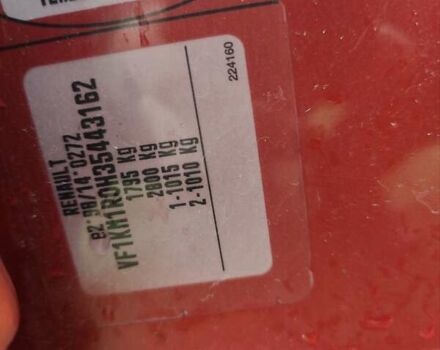 RENAULT
e2*98/14*0272
VF1KM1R0H35443162
1795 Kg
2800 Kg
1-1015 Kg
2-1010 Kg
224160